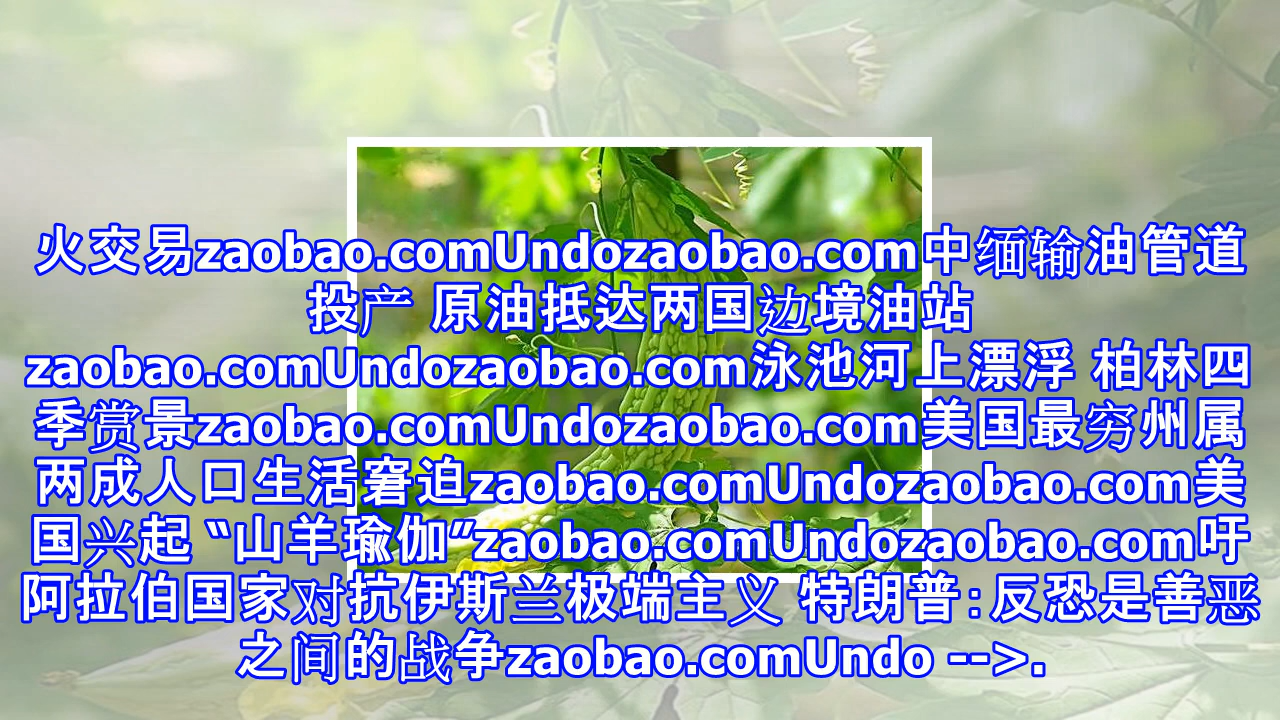 火交易zaobao.comUndozaobao.com中缅输油管道
投产 原油抵达两国边境油站
zaobao.comUndozaobao.com泳池河上漂浮 柏林四
季赏景zaobao.comUndozaobao.com美国最穷州属
两成人口生活窘迫zaobao.comUndozaobao.com美
国兴起 “山羊瑜伽”zaobao.comUndozaobao.com吁
阿拉伯国家对抗伊斯兰极端主义 特朗普:反恐是善恶
之间的战争zaobao.comUndo -->.